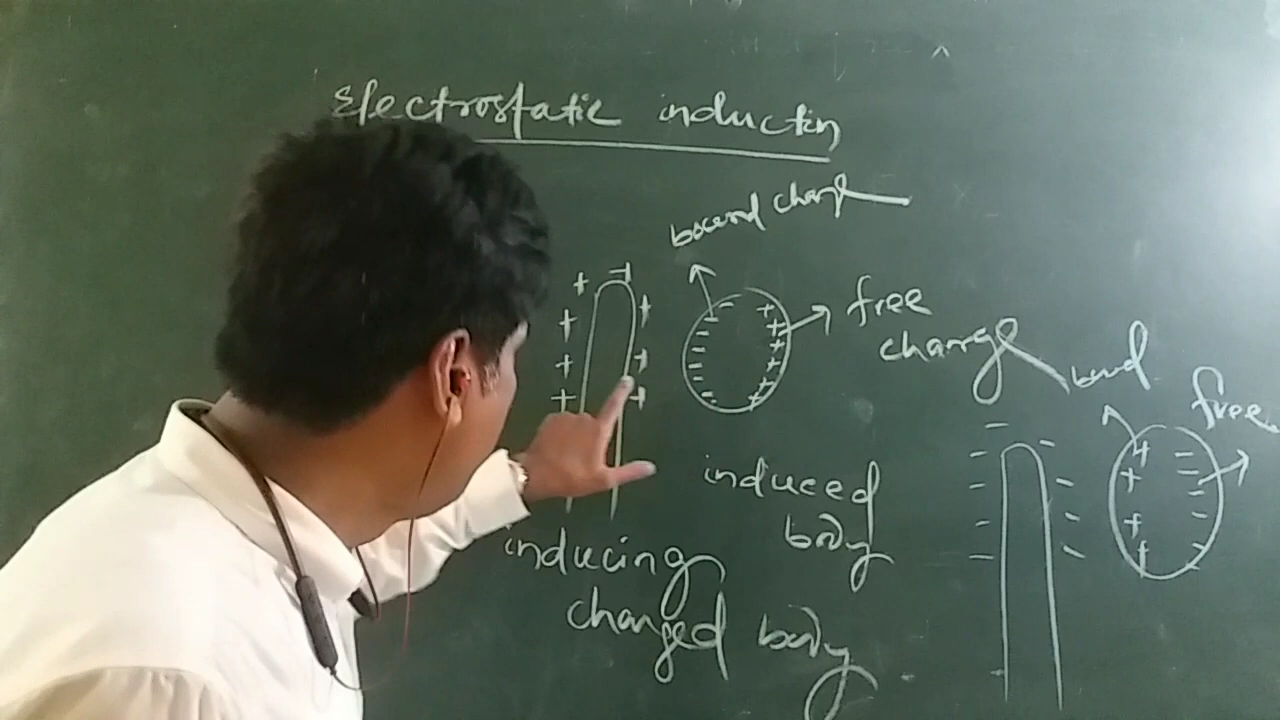 Electrostatic induction
bound charge
free
charge
bound
free
induced
body
inducing
charged body